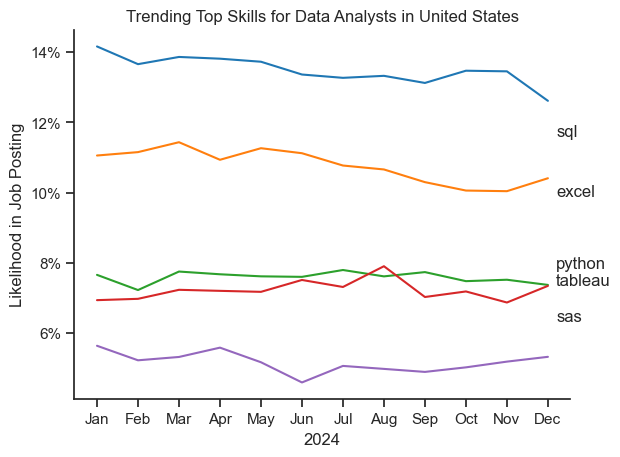 Trending Top Skills for Data Analysts in United States
Likelihood in Job Posting
14%
12%
10%
8%
6%
sql
excel
python
tableau
sas
Jan Feb Mar Apr May Jun Jul Aug Sep Oct Nov Dec
2024